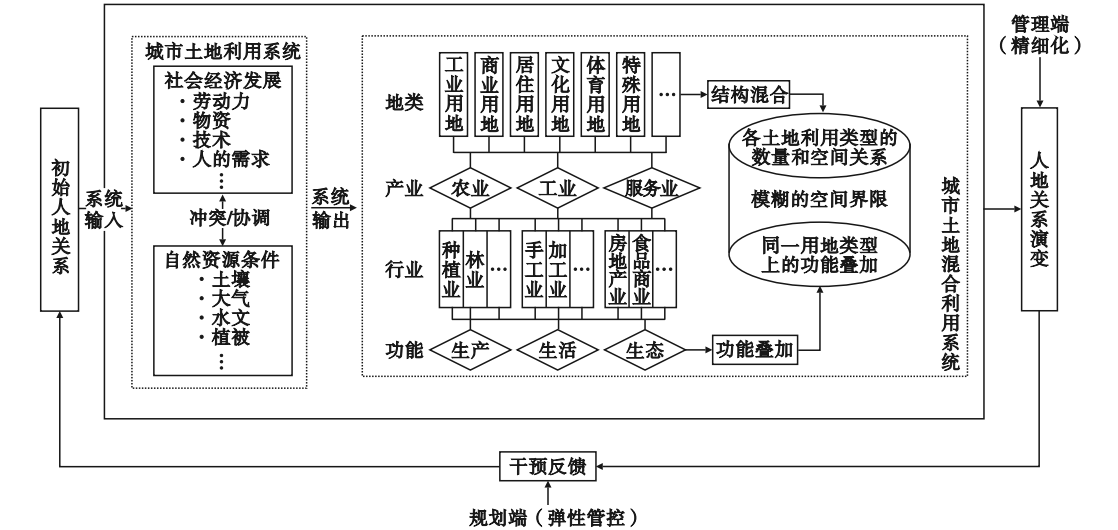 初始人地关系
系统
输入
城市土地利用系统
社会经济发展
· 劳动力
· 物资
· 技术
· 人的需求
⋮
冲突/协调
自然资源条件
· 土壤
· 大气
· 水文
· 植被
⋮
系统
输出
地类
工业用地
商业用地
居住用地
文化用地
体育用地
特殊用地
…
结构混合
产业
农业
工业
服务业
行业
种植业
林业
…
手工业
加工业
…
房地产业
食品商业
…
功能
生产
生活
生态
功能叠加
各土地利用类型的
数量和空间关系
模糊的空间界限
同一用地类型
上的功能叠加
城市土地混合利用系统
管理端
（精细化）
人地关系演变
干预反馈
规划端（弹性管控）